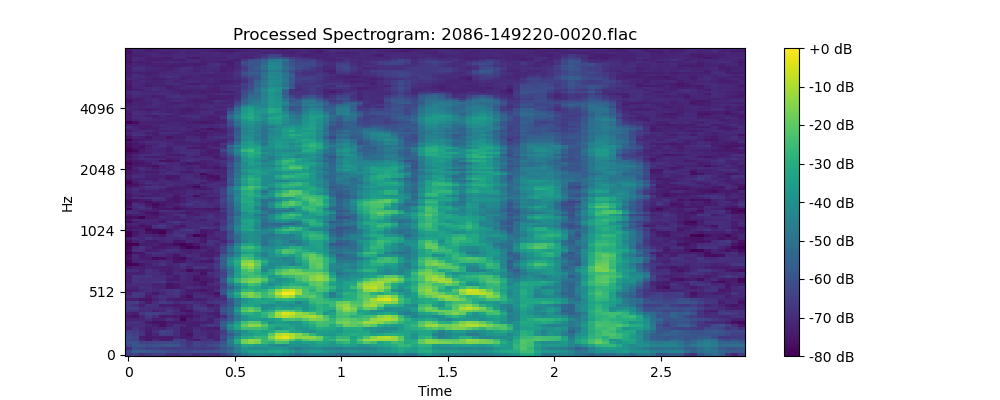 Processed Spectrogram: 2086-149220-0020.flac
Hz
4096
2048
1024
512
0
0
0.5
1
1.5
2
2.5
Time
+0 dB
-10 dB
-20 dB
-30 dB
-40 dB
-50 dB
-60 dB
-70 dB
-80 dB